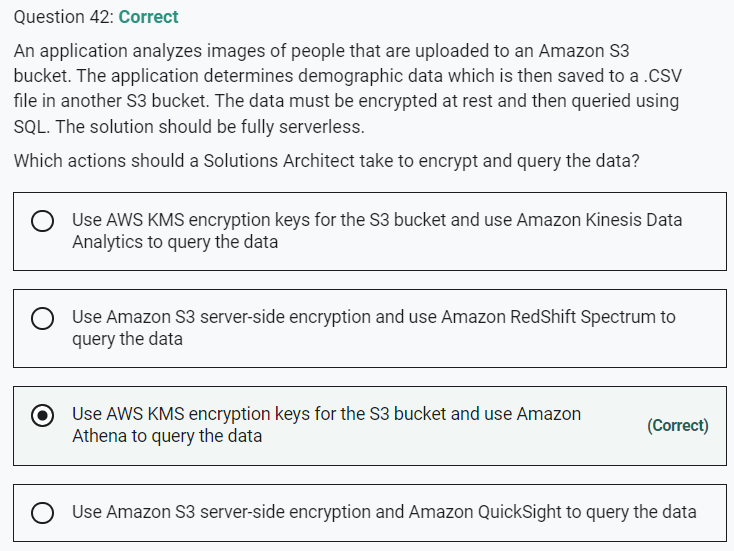 Question 42: Correct
An application analyzes images of people that are uploaded to an Amazon S3
bucket. The application determines demographic data which is then saved to a .CSV
file in another S3 bucket. The data must be encrypted at rest and then queried using
SQL. The solution should be fully serverless.
Which actions should a Solutions Architect take to encrypt and query the data?
Use AWS KMS encryption keys for the S3 bucket and use Amazon Kinesis Data
Analytics to query the data
Use Amazon S3 server-side encryption and use Amazon RedShift Spectrum to
query the data
Use AWS KMS encryption keys for the S3 bucket and use Amazon
Athena to query the data
(Correct)
Use Amazon S3 server-side encryption and Amazon QuickSight to query the data